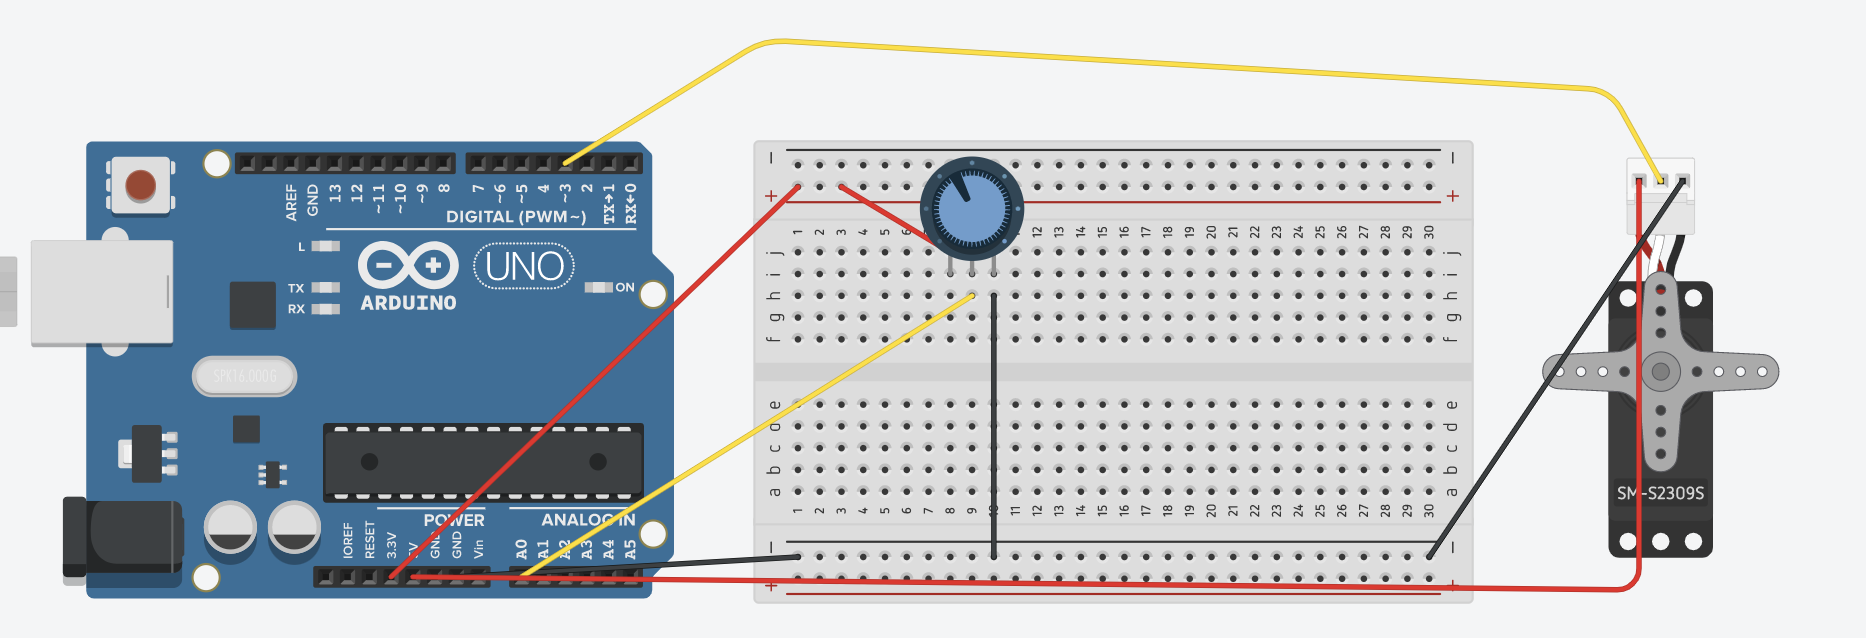 AREF
GND
13
12
~11
~10
~9
8
7
~6
~5
4
~3
2
TX→1
RX←0
DIGITAL (PWM~)
L
TX
RX
UNO
ON
ARDUINO
SPK16.000G
POWER
ANALOG IN
IOREF
RESET
3.3V
5V
GND
GND
Vin
A0
A1
A2
A3
A4
A5
1 2 3 4 5 6 7 12 13 14 15 16 17 18 19 20 21 22 23 24 25 26 27 28 29 30
j j
i i
h h
g g
f f
e e
d d
c c
b b
a a
1 2 3 4 5 6 7 8 9 10 11 12 13 14 15 16 17 18 19 20 21 22 23 24 25 26 27 28 29 30
SM-S2309S